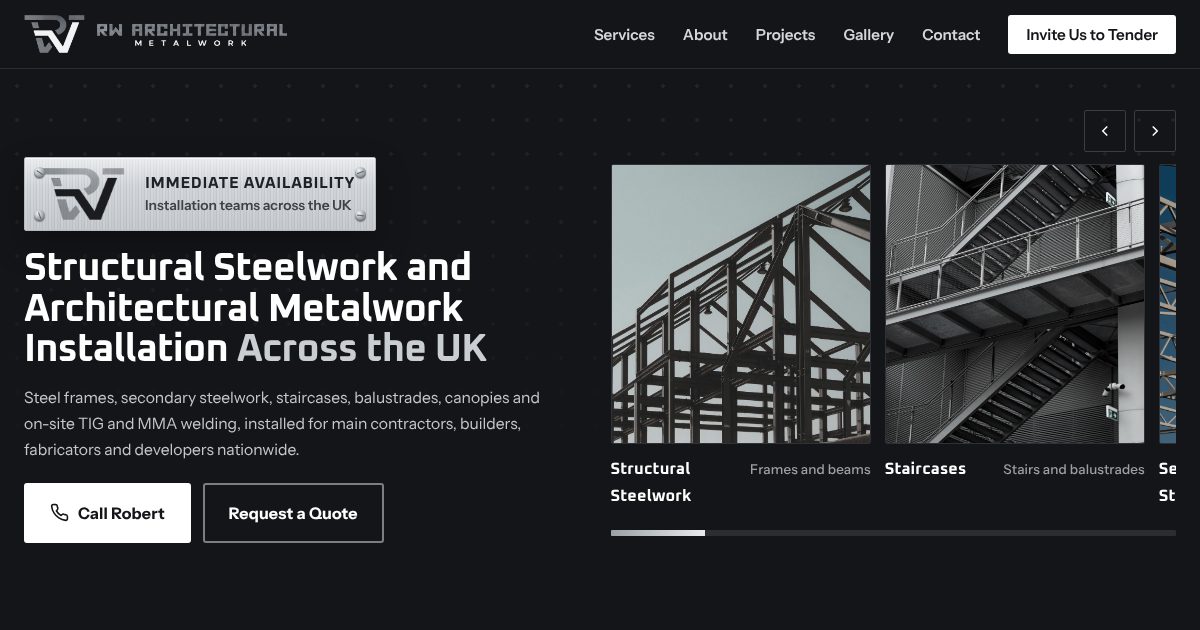 RW ARCHITECTURAL
METALWORK
Services
About
Projects
Gallery
Contact
Invite Us to Tender
IMMEDIATE AVAILABILITY
Installation teams across the UK
Structural Steelwork and
Architectural Metalwork
Installation Across the UK
Steel frames, secondary steelwork, staircases, balustrades, canopies and
on-site TIG and MMA welding, installed for main contractors, builders,
fabricators and developers nationwide.
Call Robert
Request a Quote
Structural
Steelwork
Frames and beams
Staircases
Stairs and balustrades
Se
St